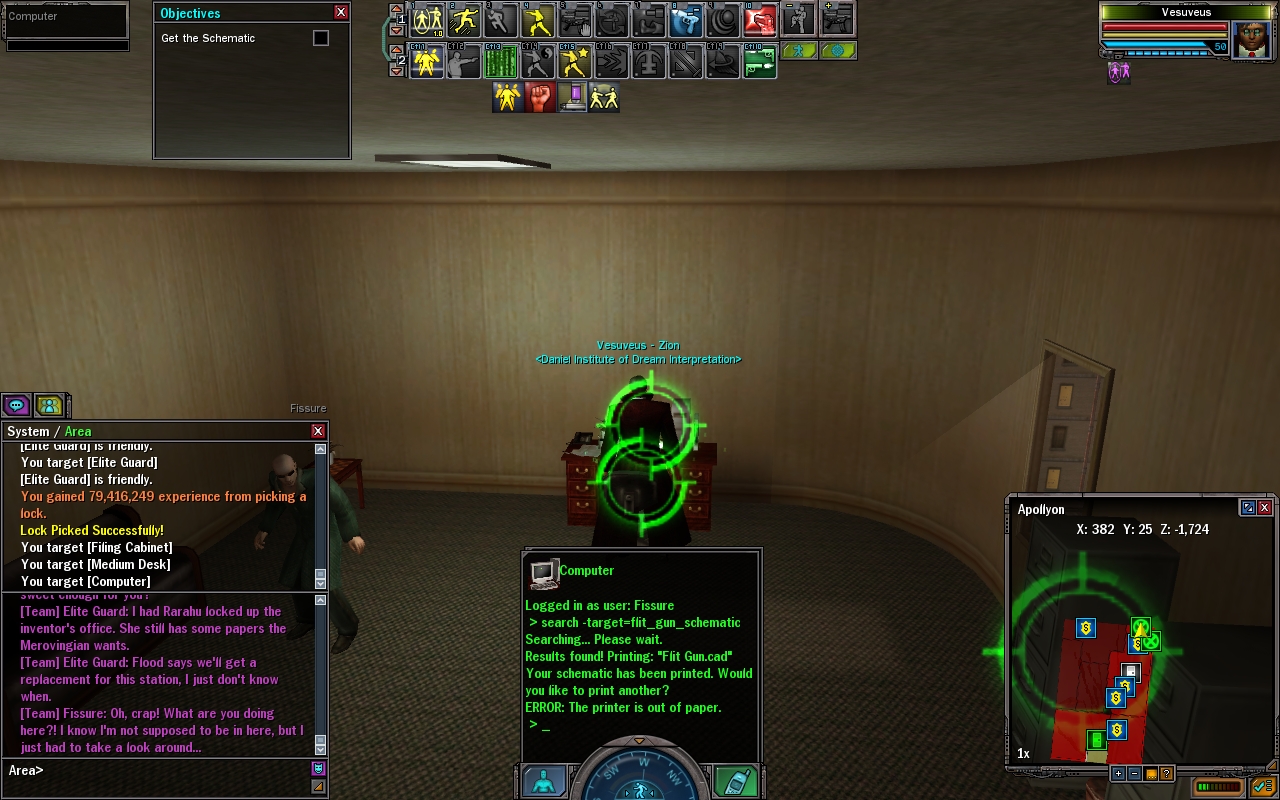 Computer
Objectives
Get the Schematic
1
2
1.0
Vesuveus
50
Vesuveus - Zion
<Daniel Institute of Dream Interpretation>
Fissure
System / Area
[Elite Guard] is friendly.
You target [Elite Guard]
[Elite Guard] is friendly.
You gained 79,416,249 experience from picking a
lock.
Lock Picked Successfully!
You target [Filing Cabinet]
You target [Medium Desk]
You target [Computer]
sweet enough for you?
[Team] Elite Guard: I had Rarahu locked up the
inventor's office. She still has some papers the
Merovingian wants.
[Team] Elite Guard: Flood says we'll get a
replacement for this station, I just don't know
when.
[Team] Fissure: Oh, crap! What are you doing
here?! I know I'm not supposed to be in here, but I
just had to take a look around...
Area>
Computer
Logged in as user: Fissure
> search -target=flit_gun_schematic
Searching... Please wait.
Results found! Printing: "Flit Gun.cad"
Your schematic has been printed. Would
you like to print another?
ERROR: The printer is out of paper.
> _
SW W NW
Apollyon
X: 382 Y: 25 Z: -1,724
1x